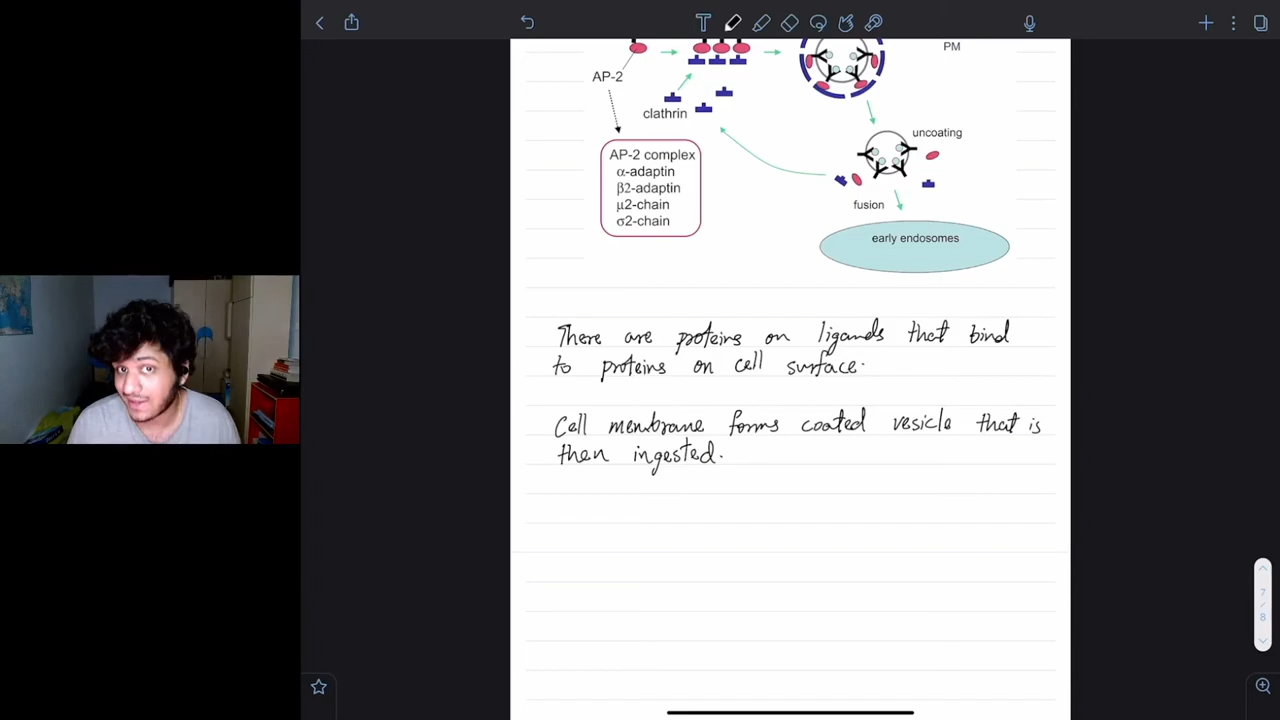 PM
AP-2
clathrin
uncoating
AP-2 complex
α-adaptin
β2-adaptin
μ2-chain
σ2-chain
fusion
early endosomes
There are proteins on ligands that bind
to proteins on cell surface.
Cell membrane forms coated vesicle that is
then ingested.
7
/
8